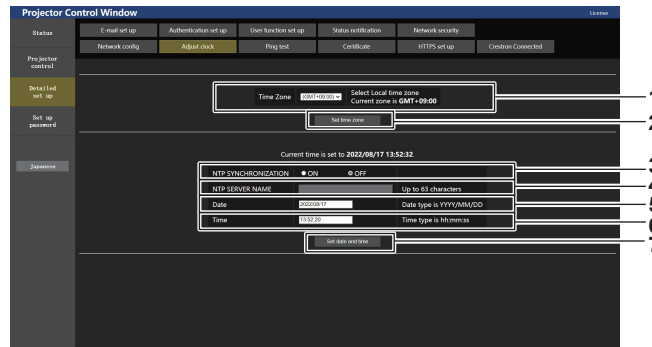 Projector Control Window
License
Status
E-mail set up
Authentication set up
User function set up
Status notification
Network security
Network config
Adjust clock
Ping test
Certificate
HTTPS set up
Crestron Connected
Projector
control
Detailed
set up
Set up
password
Japanese
Time Zone
(GMT+09:00)
Select Local time zone
Current zone is GMT+09:00
1
Set time zone
2
Current time is set to 2022/08/17 13:52:32.
NTP SYNCHRONIZATION ON OFF
3
NTP SERVER NAME Up to 63 characters
4
Date 2022/08/17 Date type is YYYY/MM/DD
5
Time 13:52:20 Time type is hh:mm:ss
6
Set date and time
7